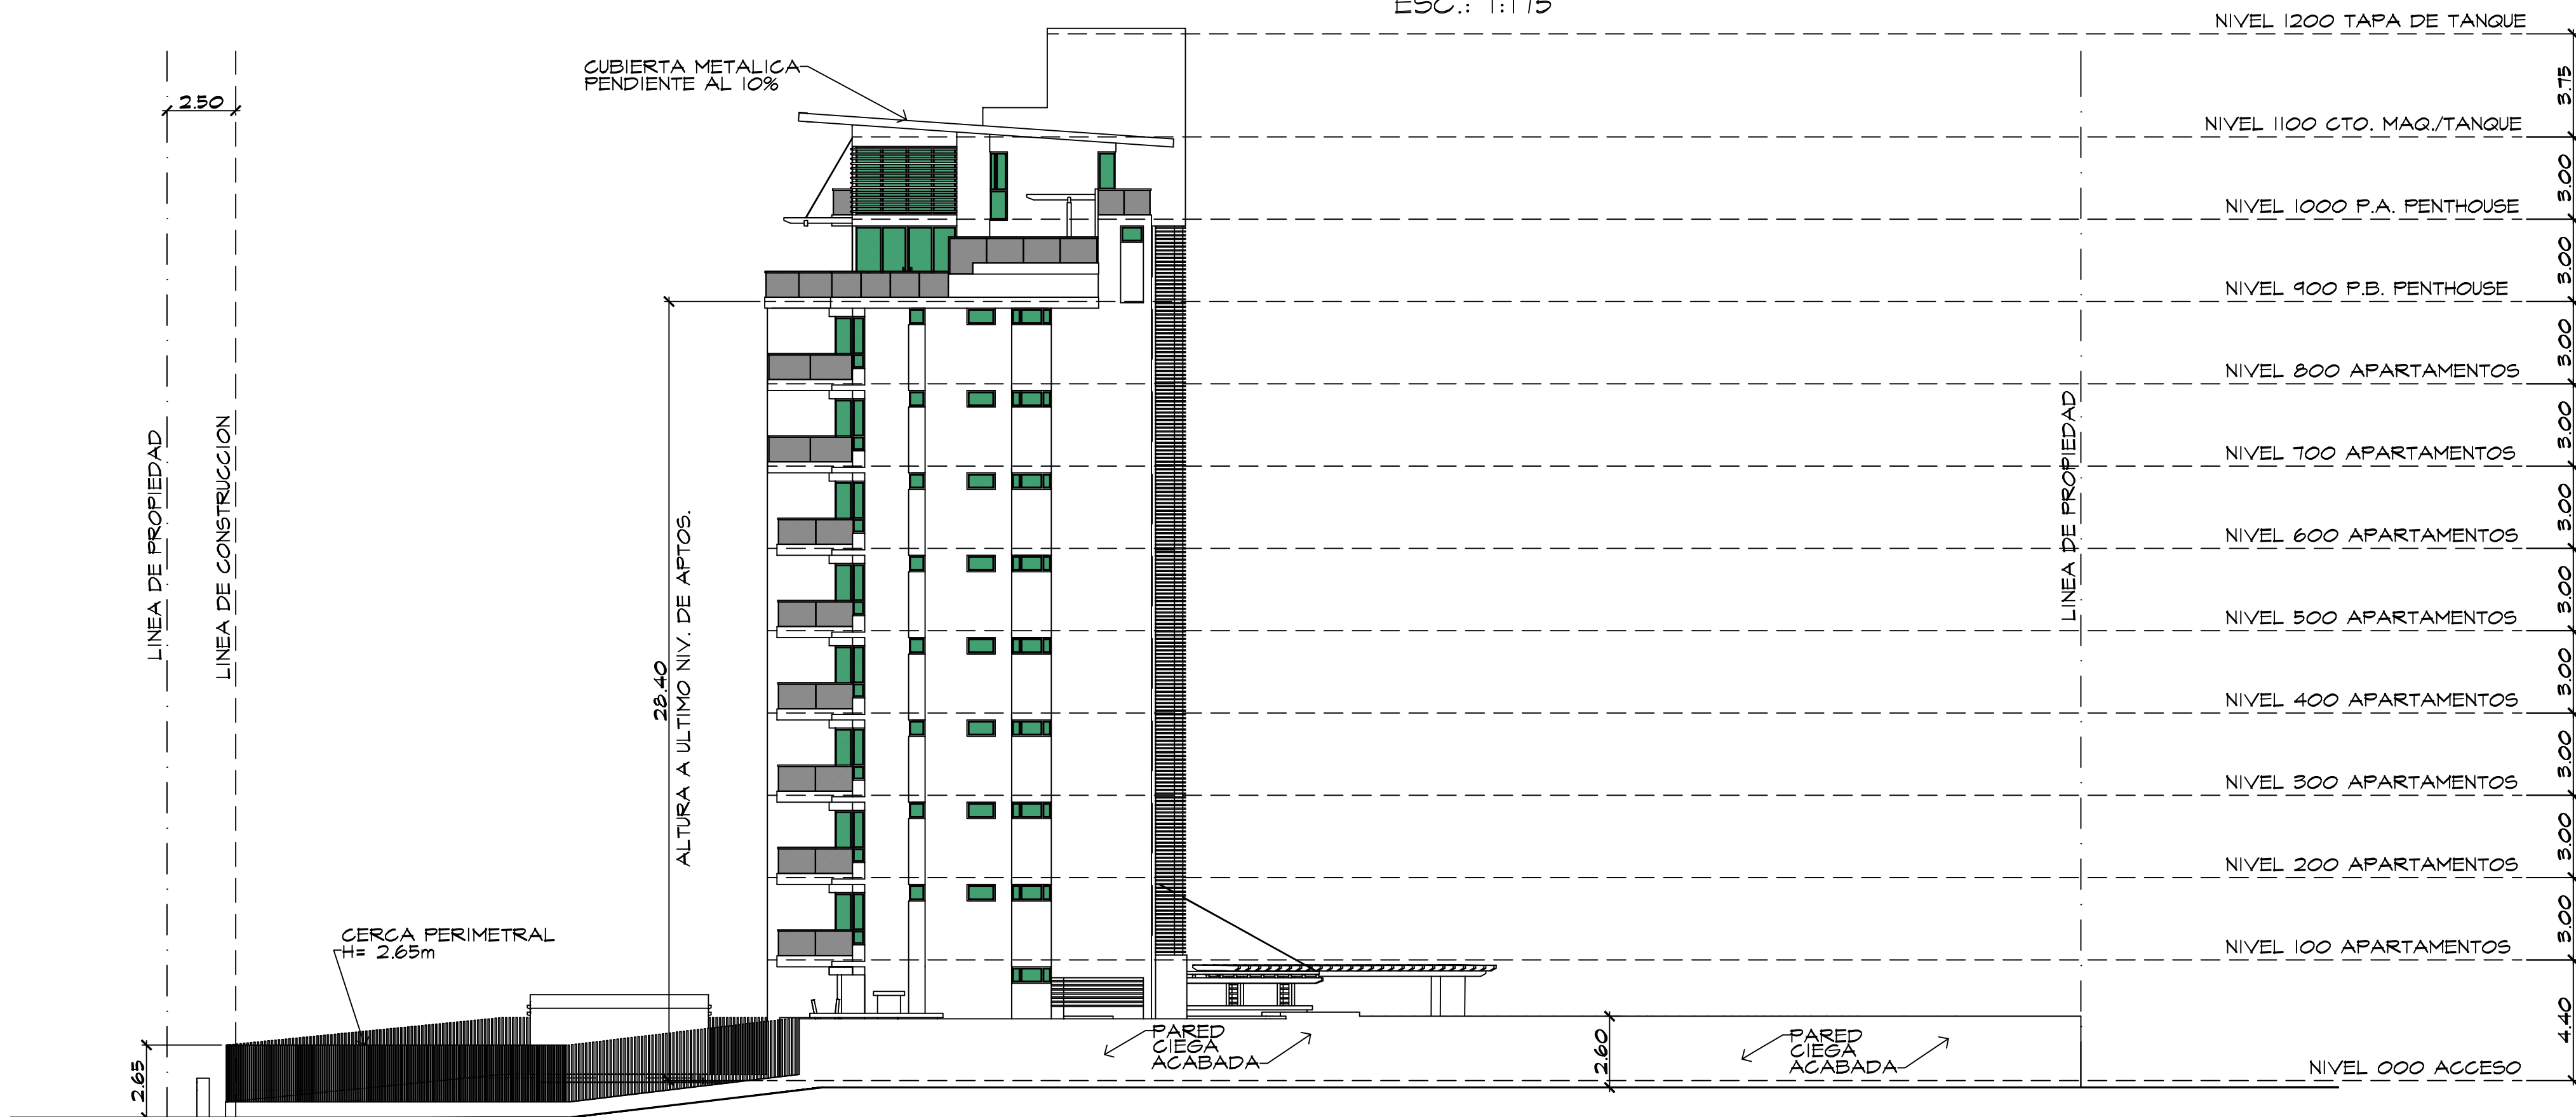 ESC.: 1:175
NIVEL 1200 TAPA DE TANQUE
3.75
CUBIERTA METALICA
PENDIENTE AL 10%
2.50
NIVEL 1100 CTO. MAQ./TANQUE
3.00
NIVEL 1000 P.A. PENTHOUSE
3.00
NIVEL 900 P.B. PENTHOUSE
3.00
NIVEL 800 APARTAMENTOS
3.00
NIVEL 700 APARTAMENTOS
3.00
NIVEL 600 APARTAMENTOS
3.00
NIVEL 500 APARTAMENTOS
3.00
NIVEL 400 APARTAMENTOS
3.00
NIVEL 300 APARTAMENTOS
3.00
NIVEL 200 APARTAMENTOS
3.00
NIVEL 100 APARTAMENTOS
4.40
NIVEL 000 ACCESO
LINEA DE PROPIEDAD
LINEA DE CONSTRUCCION
28.40
ALTURA A ULTIMO NIV. DE APTOS.
LINEA DE PROPIEDAD
CERCA PERIMETRAL
H= 2.65m
2.65
PARED
CIEGA
ACABADA
2.60
PARED
CIEGA
ACABADA